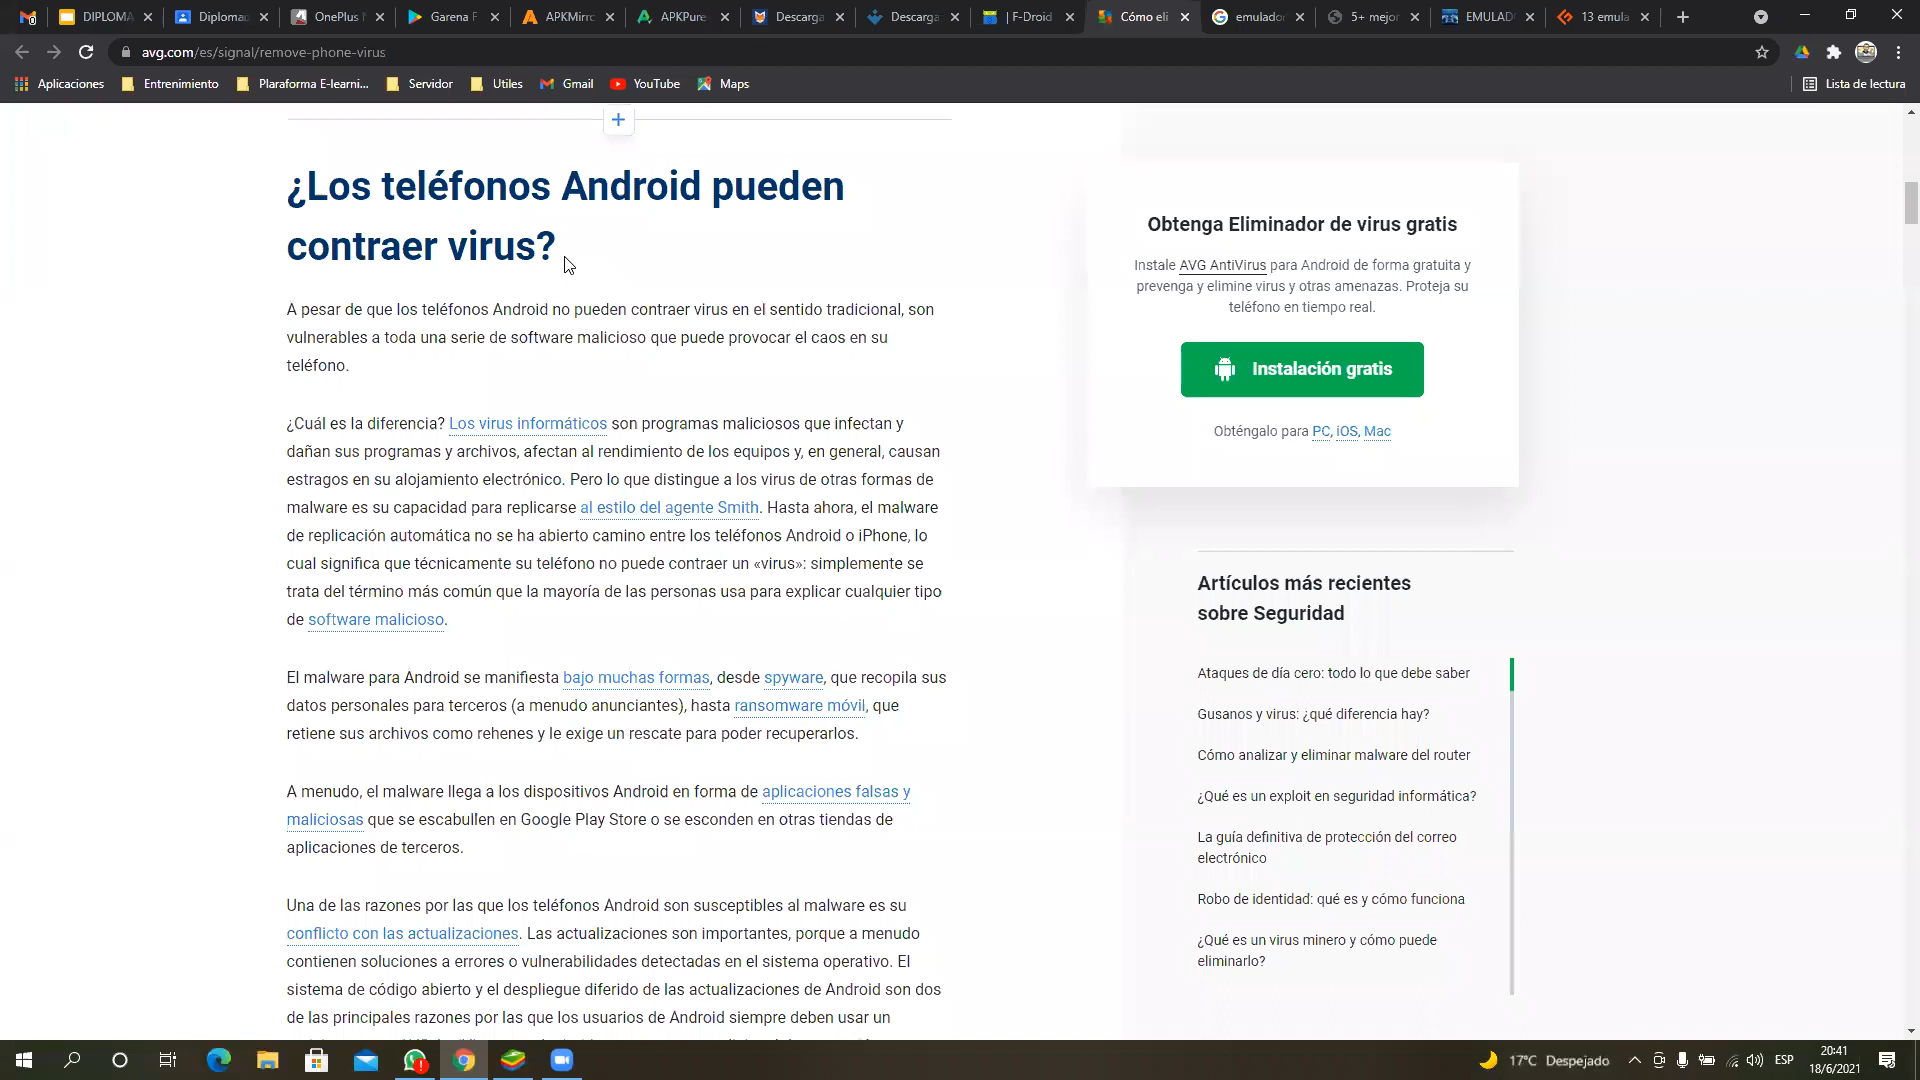 DIPLOMA
Diplomad
OnePlus N
Garena F
APKMirro
APKPure
Descarga
Descarga
| F-Droid
Cómo eli
emulador
5+ mejor
EMULAD
13 emula
avg.com/es/signal/remove-phone-virus
Aplicaciones
Entrenimiento
Plaraforma E-learni...
Servidor
Utiles
Gmail
YouTube
Maps
Lista de lectura
¿Los teléfonos Android pueden
contraer virus?
A pesar de que los teléfonos Android no pueden contraer virus en el sentido tradicional, son
vulnerables a toda una serie de software malicioso que puede provocar el caos en su
teléfono.
¿Cuál es la diferencia? Los virus informáticos son programas maliciosos que infectan y
dañan sus programas y archivos, afectan al rendimiento de los equipos y, en general, causan
estragos en su alojamiento electrónico. Pero lo que distingue a los virus de otras formas de
malware es su capacidad para replicarse al estilo del agente Smith. Hasta ahora, el malware
de replicación automática no se ha abierto camino entre los teléfonos Android o iPhone, lo
cual significa que técnicamente su teléfono no puede contraer un «virus»: simplemente se
trata del término más común que la mayoría de las personas usa para explicar cualquier tipo
de software malicioso.
El malware para Android se manifiesta bajo muchas formas, desde spyware, que recopila sus
datos personales para terceros (a menudo anunciantes), hasta ransomware móvil, que
retiene sus archivos como rehenes y le exige un rescate para poder recuperarlos.
A menudo, el malware llega a los dispositivos Android en forma de aplicaciones falsas y
maliciosas que se escabullen en Google Play Store o se esconden en otras tiendas de
aplicaciones de terceros.
Una de las razones por las que los teléfonos Android son susceptibles al malware es su
conflicto con las actualizaciones. Las actualizaciones son importantes, porque a menudo
contienen soluciones a errores o vulnerabilidades detectadas en el sistema operativo. El
sistema de código abierto y el despliegue diferido de las actualizaciones de Android son dos
de las principales razones por las que los usuarios de Android siempre deben usar un
Obtenga Eliminador de virus gratis
Instale AVG AntiVirus para Android de forma gratuita y
prevenga y elimine virus y otras amenazas. Proteja su
teléfono en tiempo real.
Instalación gratis
Obténgalo para PC, iOS, Mac
Artículos más recientes
sobre Seguridad
Ataques de día cero: todo lo que debe saber
Gusanos y virus: ¿qué diferencia hay?
Cómo analizar y eliminar malware del router
¿Qué es un exploit en seguridad informática?
La guía definitiva de protección del correo
electrónico
Robo de identidad: qué es y cómo funciona
¿Qué es un virus minero y cómo puede
eliminarlo?
17°C Despejado
ESP
20:41
18/6/2021